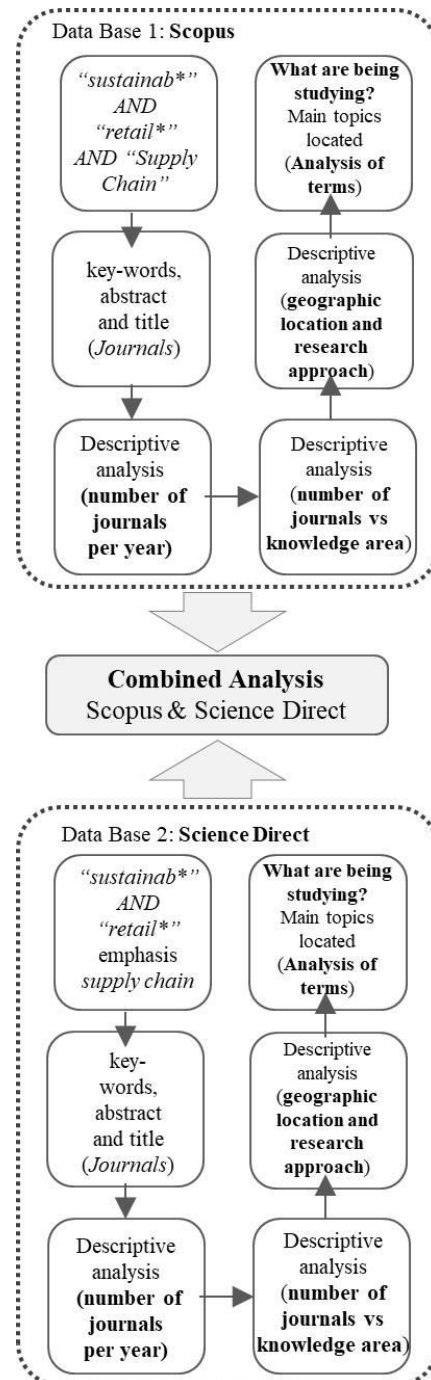 Data Base 1: Scopus
“sustainab*”
AND
“retail*”
AND “Supply
Chain”
key-words,
abstract
and title
(Journals)
Descriptive
analysis
(number of
journals
per year)
Descriptive
analysis
(number of
journals vs
knowledge area)
Descriptive
analysis
(geographic
location and
research
approach)
What are being
studying?
Main topics
located
(Analysis of
terms)
Combined Analysis
Scopus & Science Direct
Data Base 2: Science Direct
“sustainab*”
AND
“retail*”
emphasis
supply chain
key-
words,
abstract
and title
(Journals)
Descriptive
analysis
(number of
journals
per year)
Descriptive
analysis
(number of
journals vs
knowledge area)
Descriptive
analysis
(geographic
location and
research
approach)
What are being
studying?
Main topics
located
(Analysis of
terms)